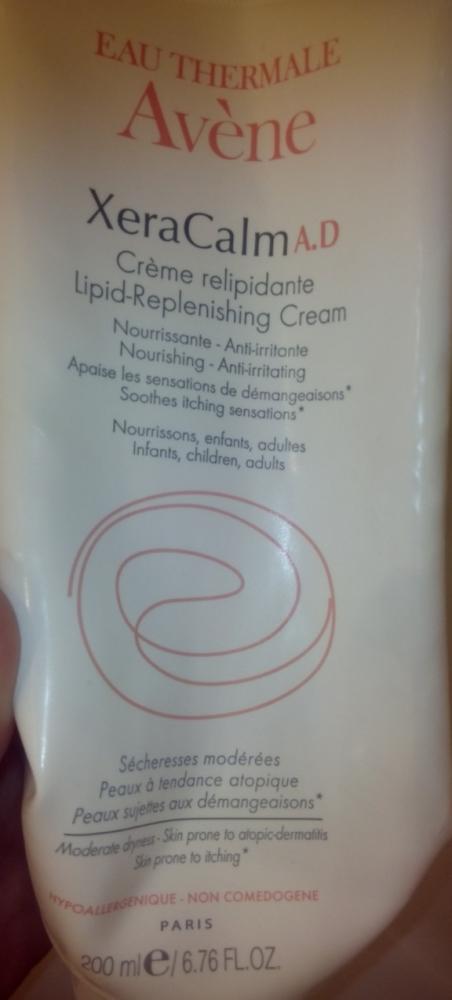 EAU THERMALE
Avène
XeraCalm A.D
Crème relipidante
Lipid-Replenishing Cream
Nourrissante - Anti-irritante
Nourishing - Anti-irritating
Apaise les sensations de démangeaisons*
Soothes itching sensations*
Nourrissons, enfants, adultes
Infants, children, adults
Sécheresses modérées
Peaux à tendance atopique
Peaux sujettes aux démangeaisons*
Moderate dryness - Skin prone to atopic-dermatitis
Skin prone to itching*
HYPOALLERGENIQUE - NON COMEDOGENE
PARIS
200 ml e / 6.76 FL.OZ.